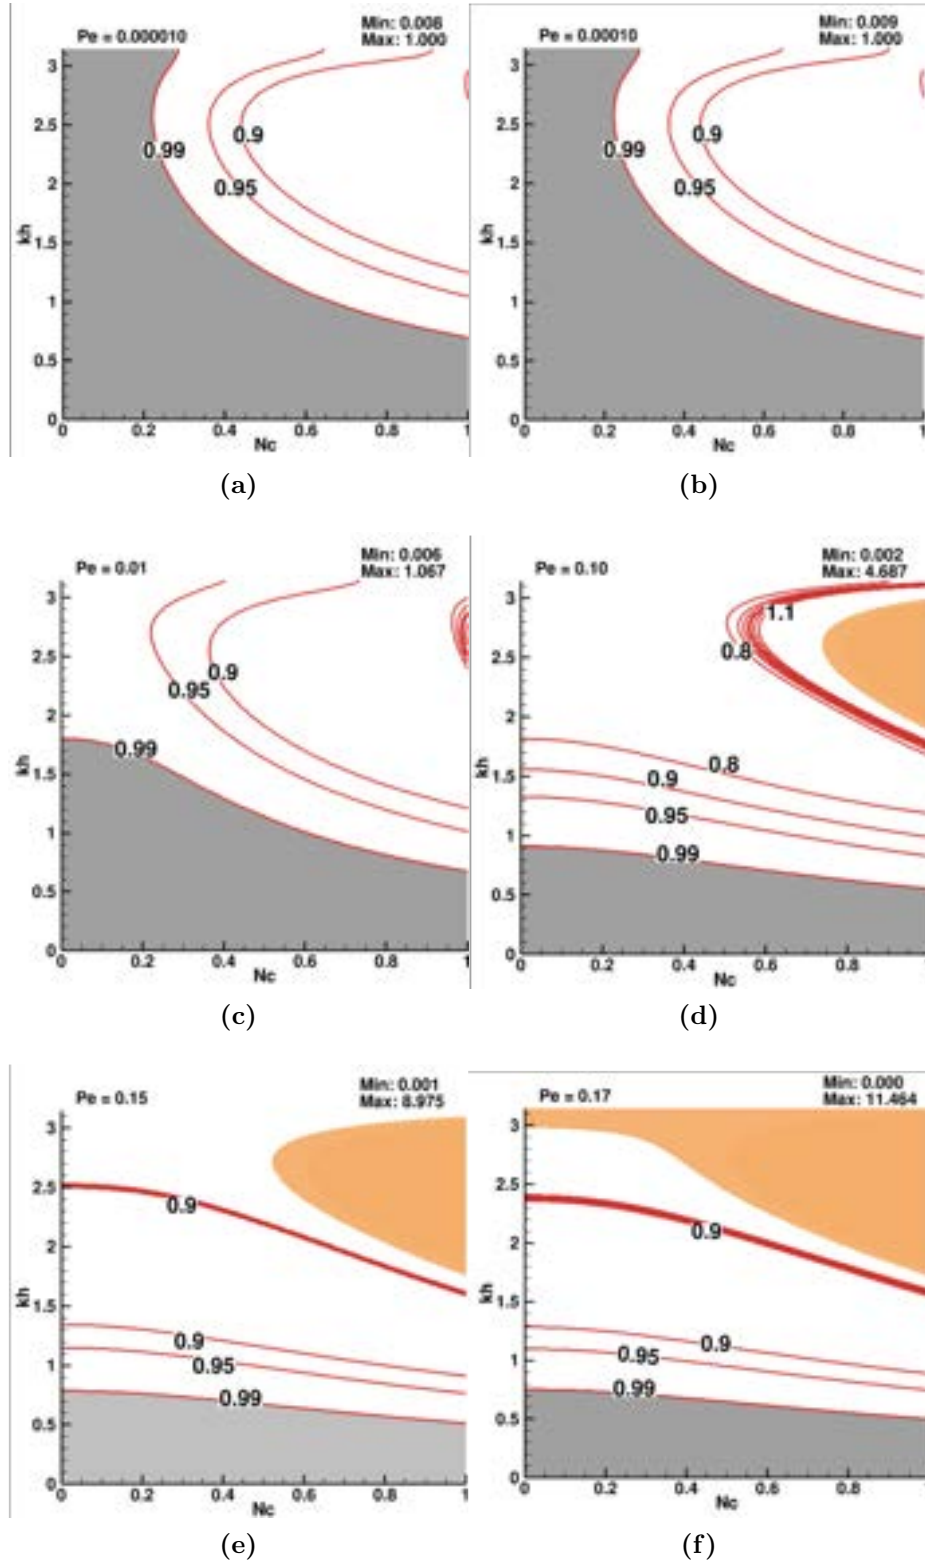 Pe = 0.000010
Min: 0.008
Max: 1.000
3
2.5
2
1.5
1
0.5
0
kh
0.99
0.95
0.9
0 0.2 0.4 0.6 0.8 1
Nc
(a)
Pe = 0.00010
Min: 0.009
Max: 1.000
3
2.5
2
1.5
1
0.5
0
kh
0.99
0.95
0.9
0 0.2 0.4 0.6 0.8 1
Nc
(b)
Pe = 0.01
Min: 0.006
Max: 1.067
3
2.5
2
1.5
1
0.5
0
kh
0.9
0.95
0.99
0 0.2 0.4 0.6 0.8 1
Nc
(c)
Pe = 0.10
Min: 0.002
Max: 4.687
3
2.5
2
1.5
1
0.5
0
kh
1.1
0.8
0.8
0.9
0.95
0.99
0 0.2 0.4 0.6 0.8
Nc
(d)
Pe = 0.15
Min: 0.001
Max: 8.975
3
2.5
2
1.5
1
0.5
0
kh
0.9
0.9
0.95
0.99
0 0.2 0.4 0.6 0.8 1
Nc
(e)
Pe = 0.17
Min: 0.000
Max: 11.464
3
2.5
2
1.5
1
0.5
0
kh
0.9
0.9
0.95
0.99
0 0.2 0.4 0.6 0.8
Nc
(f)